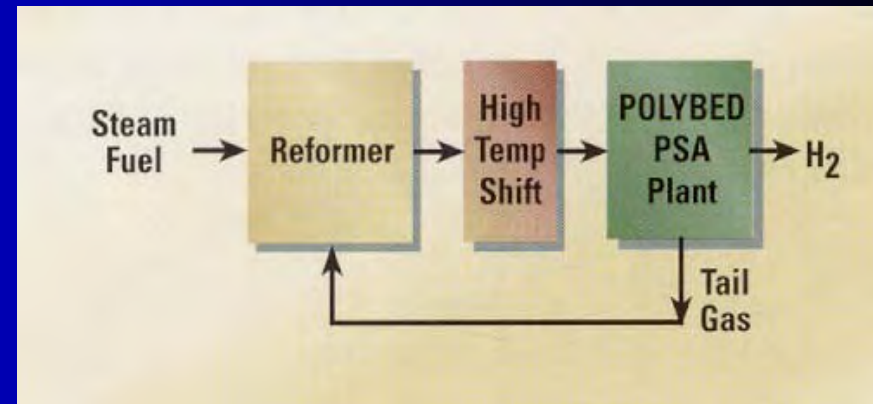 Steam
Fuel
Reformer
High
Temp
Shift
POLYBED
PSA
Plant
H₂
Tail
Gas